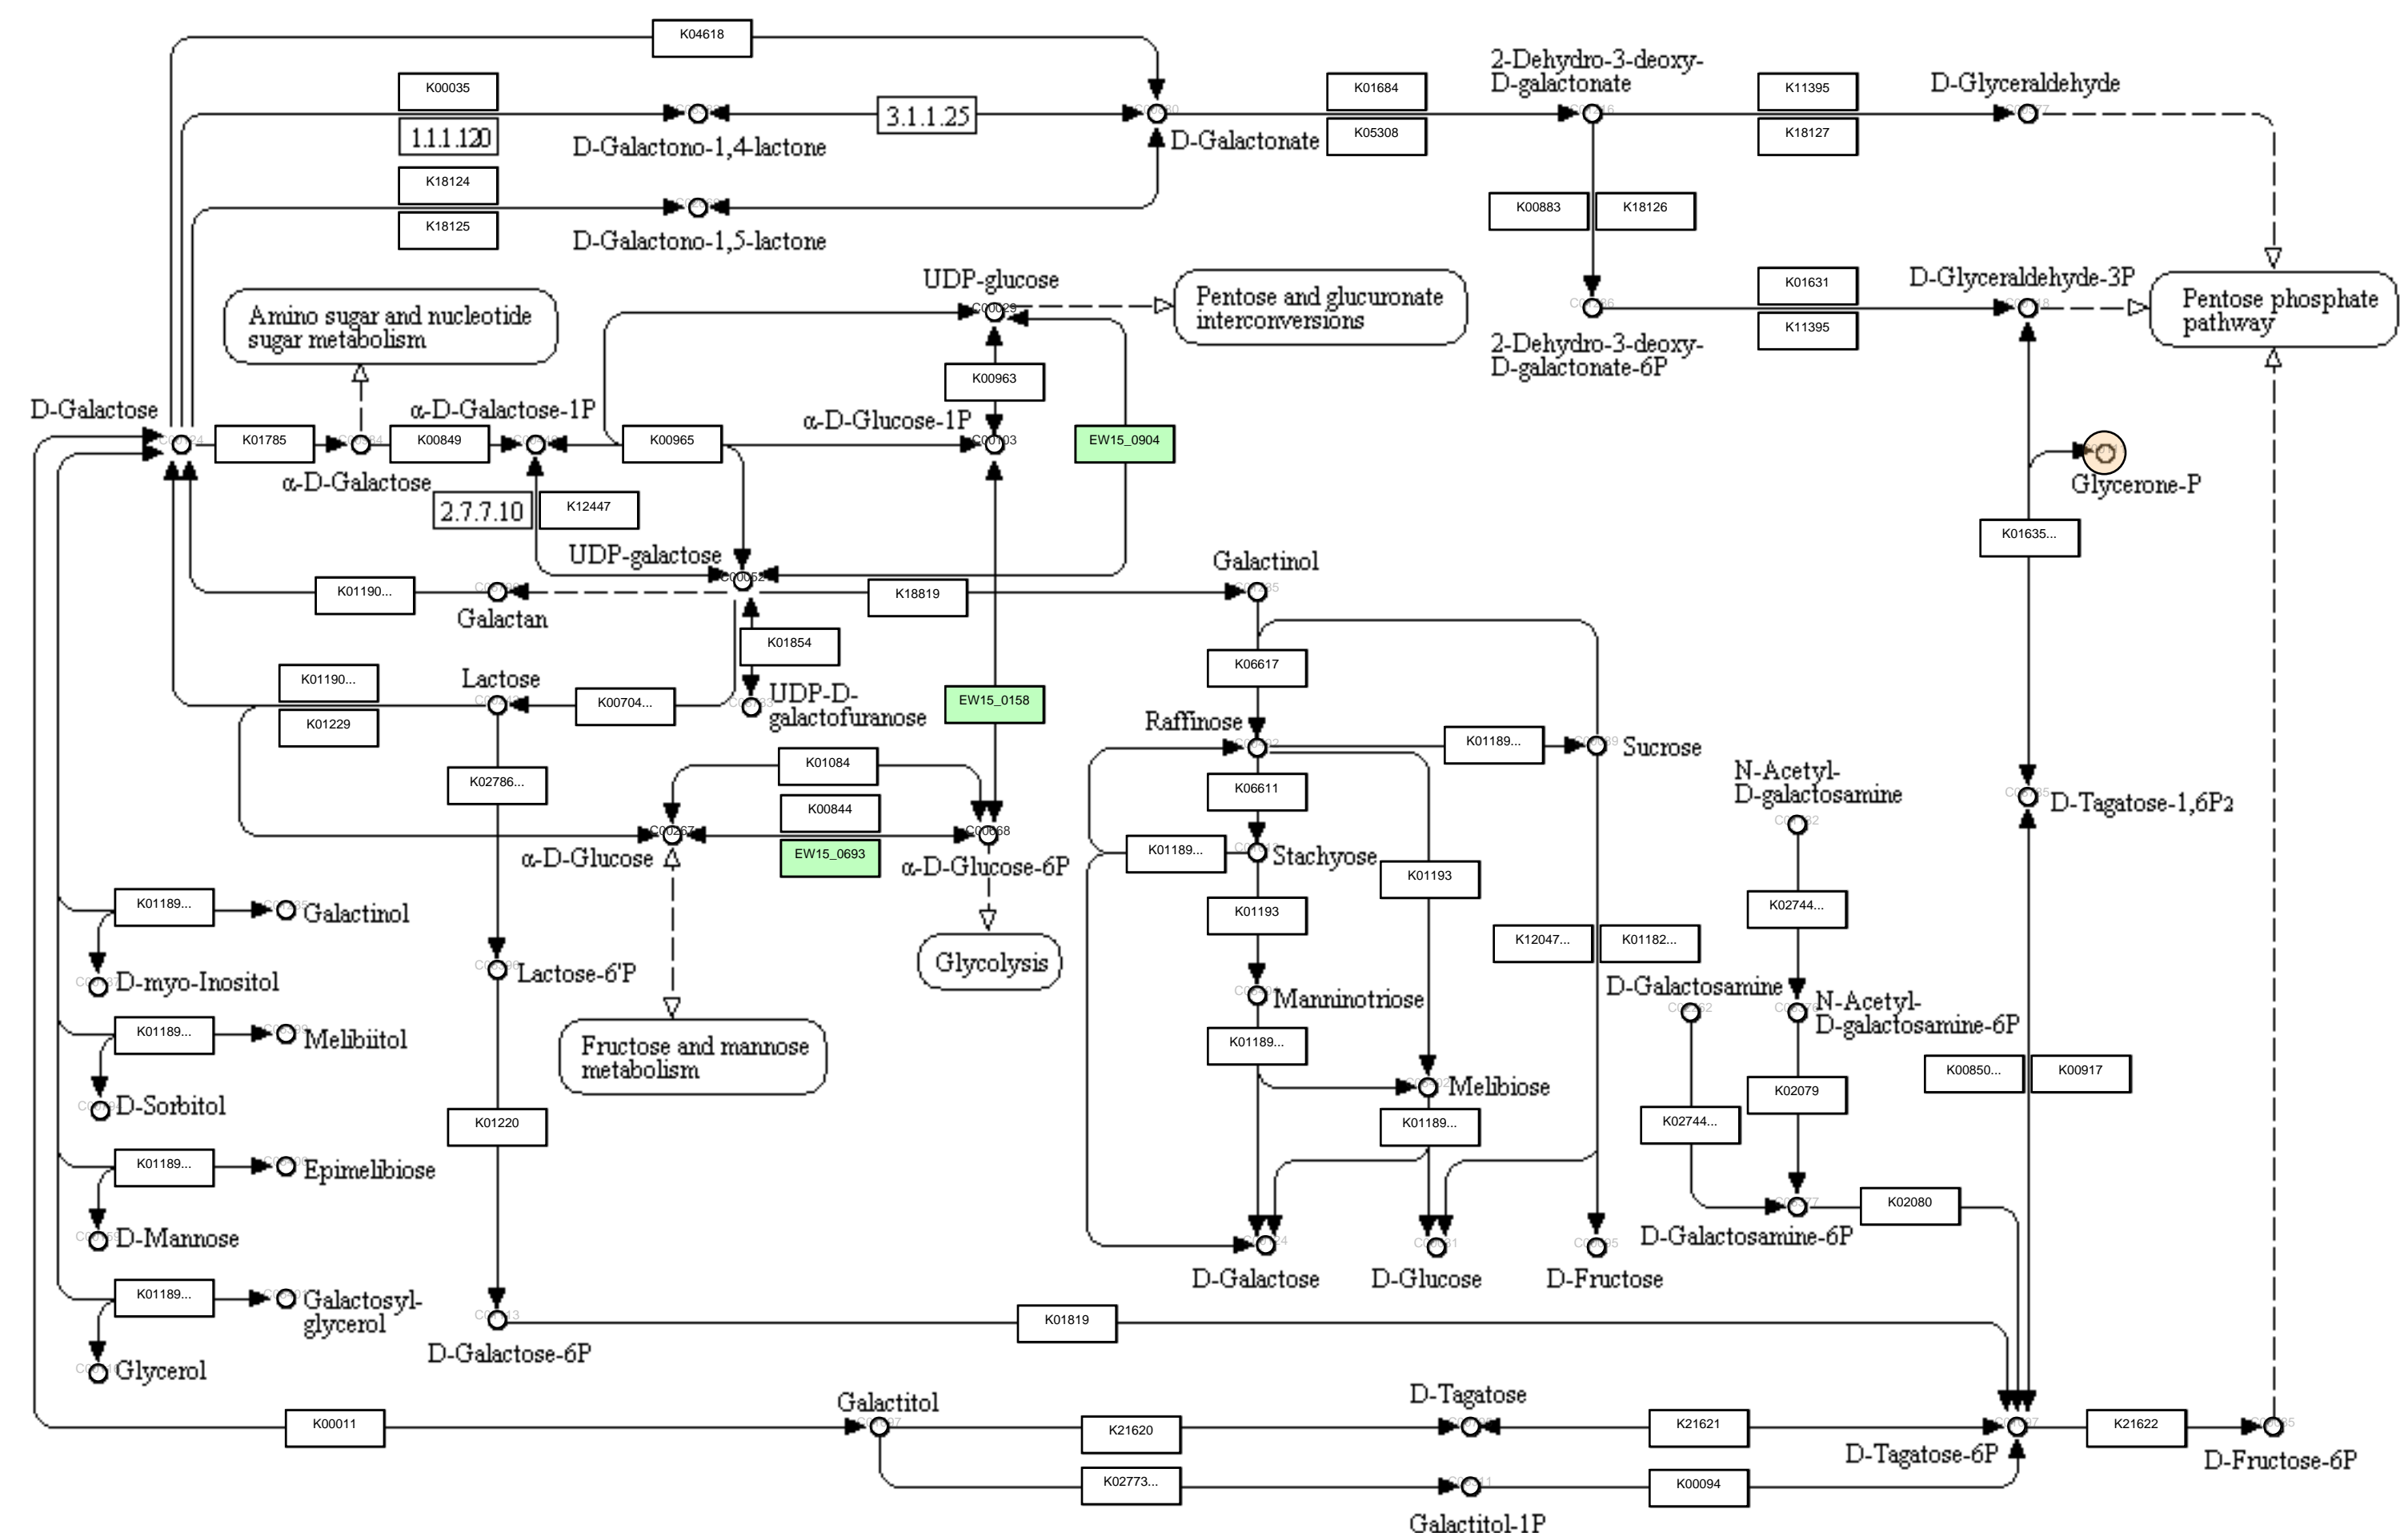 K04618
K00035
1.1.1.120
D-Galactono-1,4-lactone
3.1.1.25
D-Galactonate
K01684
K05308
2-Dehydro-3-deoxy-
D-galactonate
K11395
K18127
D-Glyceraldehyde
K18124
K18125
D-Galactono-1,5-lactone
K00883
K18126
UDP-glucose
C00029
Pentose and glucuronate
interconversions
K01631
K11395
D-Glyceraldehyde-3P
Pentose phosphate
pathway
2-Dehydro-3-deoxy-
D-galactonate-6P
Amino sugar and nucleotide
sugar metabolism
K00963
D-Galactose
K01785
α-D-Galactose
K00849
α-D-Galactose-1P
K00965
α-D-Glucose-1P
C00103
EW15_0904
Glycerone-P
2.7.7.10
K12447
K01635...
UDP-galactose
C00052
K01190...
Galactan
K18819
Galactinol
K01854
UDP-D-
galactofuranose
K01190...
K01229
Lactose
K00704...
EW15_0158
K06617
Raffinose
K01189...
Sucrose
K02786...
K01084
K00844
EW15_0693
C00267
α-D-Glucose
C00668
α-D-Glucose-6P
K06611
K01189...
Stachyose
K01193
K01193
N-Acetyl-
D-galactosamine
D-Tagatose-1,6P2
K01189...
Galactinol
D-myo-Inositol
Lactose-6'P
Glycolysis
K12047...
K01182...
K02744...
Manninotriose
D-Galactosamine
N-Acetyl-
D-galactosamine-6P
K01189...
Melibiitol
D-Sorbitol
Fructose and mannose
metabolism
K01189...
Melibiose
K02079
K00850...
K00917
K01220
K01189...
K02744...
K01189...
Epimelibiose
D-Mannose
K02080
D-Galactosamine-6P
D-Galactose
D-Glucose
D-Fructose
K01189...
Galactosyl-
glycerol
Glycerol
D-Galactose-6P
K01819
K00011
Galactitol
K21620
D-Tagatose
K21621
D-Tagatose-6P
K21622
D-Fructose-6P
K02773...
Galactitol-1P
K00094